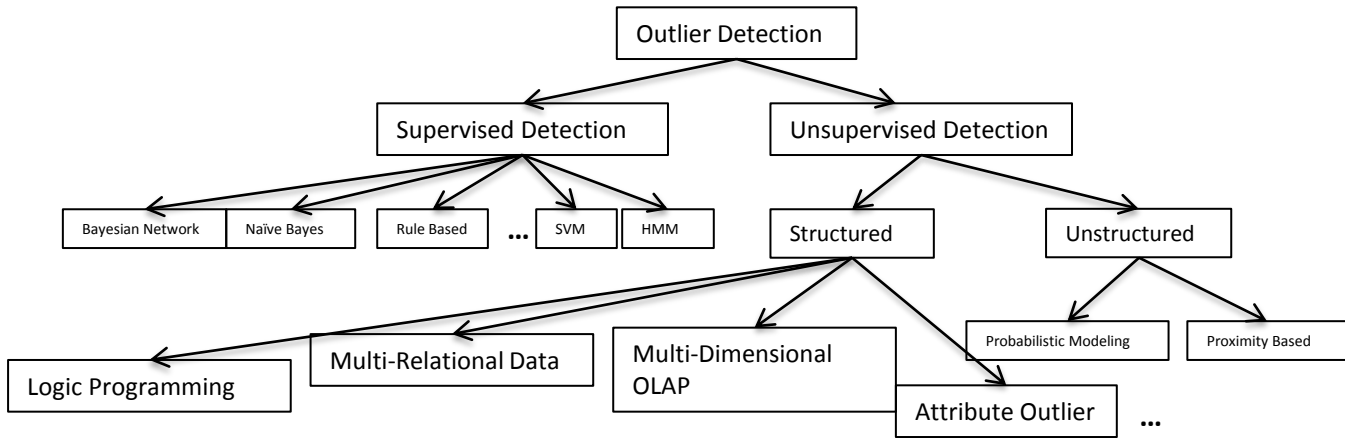 Outlier Detection
Supervised Detection
Unsupervised Detection
Bayesian Network
Naïve Bayes
Rule Based
...
SVM
HMM
Structured
Unstructured
Logic Programming
Multi-Relational Data
Multi-Dimensional
OLAP
Attribute Outlier
...
Probabilistic Modeling
Proximity Based